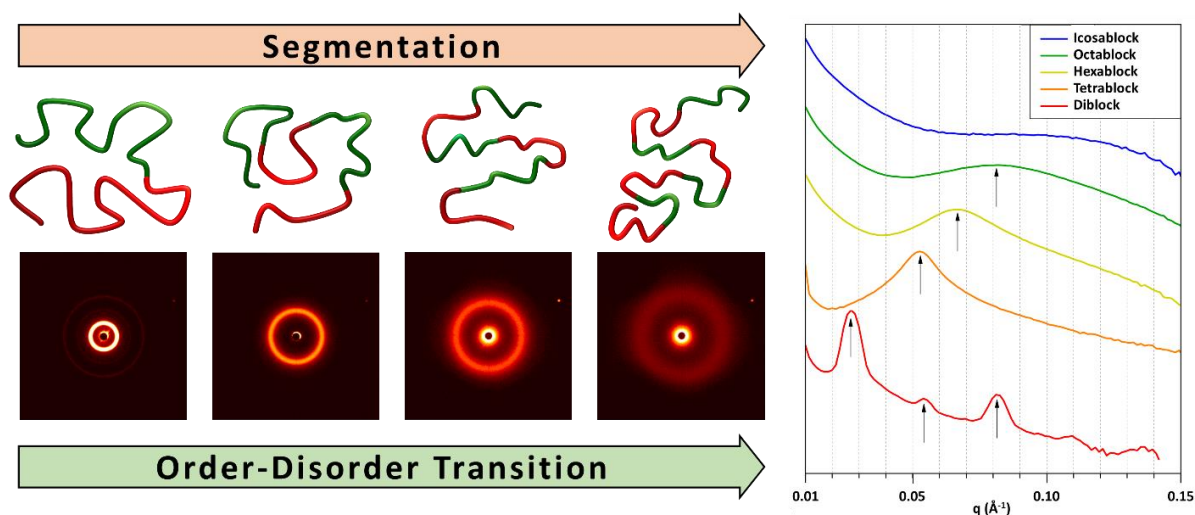 Segmentation
Order-Disorder Transition
Icosablock
Octablock
Hexablock
Tetrablock
Diblock
0.01 0.05 0.10 0.15
q (Å⁻¹)